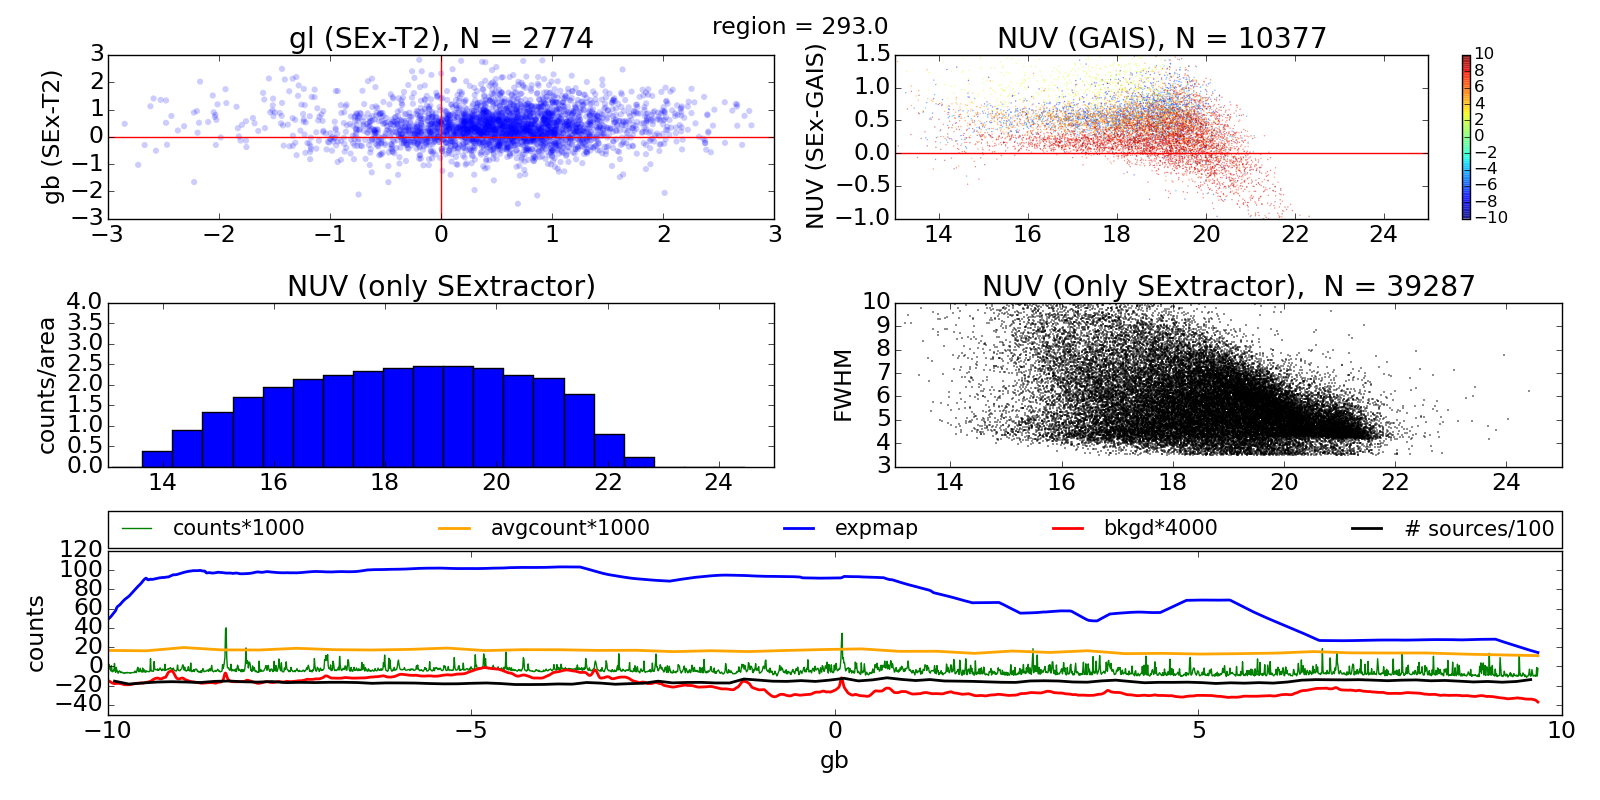 region = 293.0
gl (SEx-T2), N = 2774
gb (SEx-T2)
3
2
1
0
−1
−2
−3
−3 −2 −1 0 1 2 3
NUV (GAIS), N = 10377
NUV (SEx-GAIS)
1.5
1.0
0.5
0.0
−0.5
−1.0
14 16 18 20 22 24
10
8
6
4
2
0
−2
−4
−6
−8
−10
NUV (only SExtractor)
counts/area
4.0
3.5
3.0
2.5
2.0
1.5
1.0
0.5
0.0
14 16 18 20 22 24
NUV (Only SExtractor), N = 39287
FWHM
10
9
8
7
6
5
4
3
14 16 18 20 22 24
counts*1000 avgcount*1000 expmap bkgd*4000 # sources/100
counts
120
100
80
60
40
20
0
−20
−40
−10 −5 0 5 10
gb